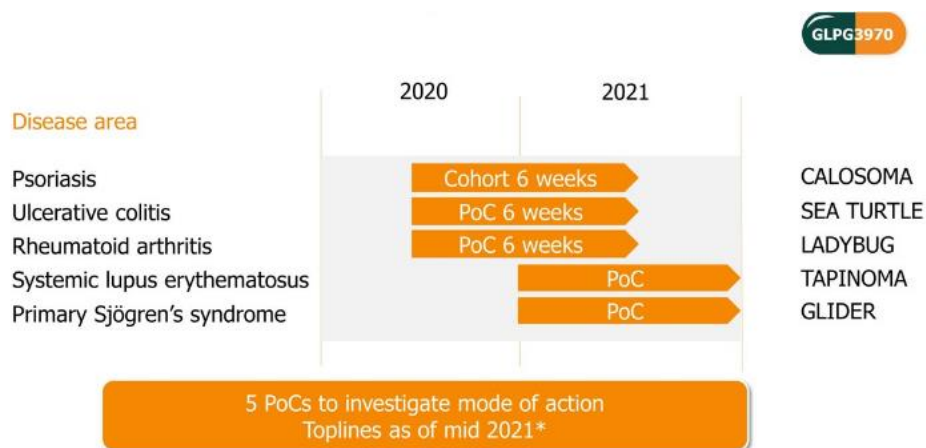 GLPG3970
2020 2021
Disease area
Psoriasis Cohort 6 weeks CALOSOMA
Ulcerative colitis PoC 6 weeks SEA TURTLE
Rheumatoid arthritis PoC 6 weeks LADYBUG
Systemic lupus erythematosus PoC TAPINOMA
Primary Sjögren's syndrome PoC GLIDER
5 PoCs to investigate mode of action
Toplines as of mid 2021*